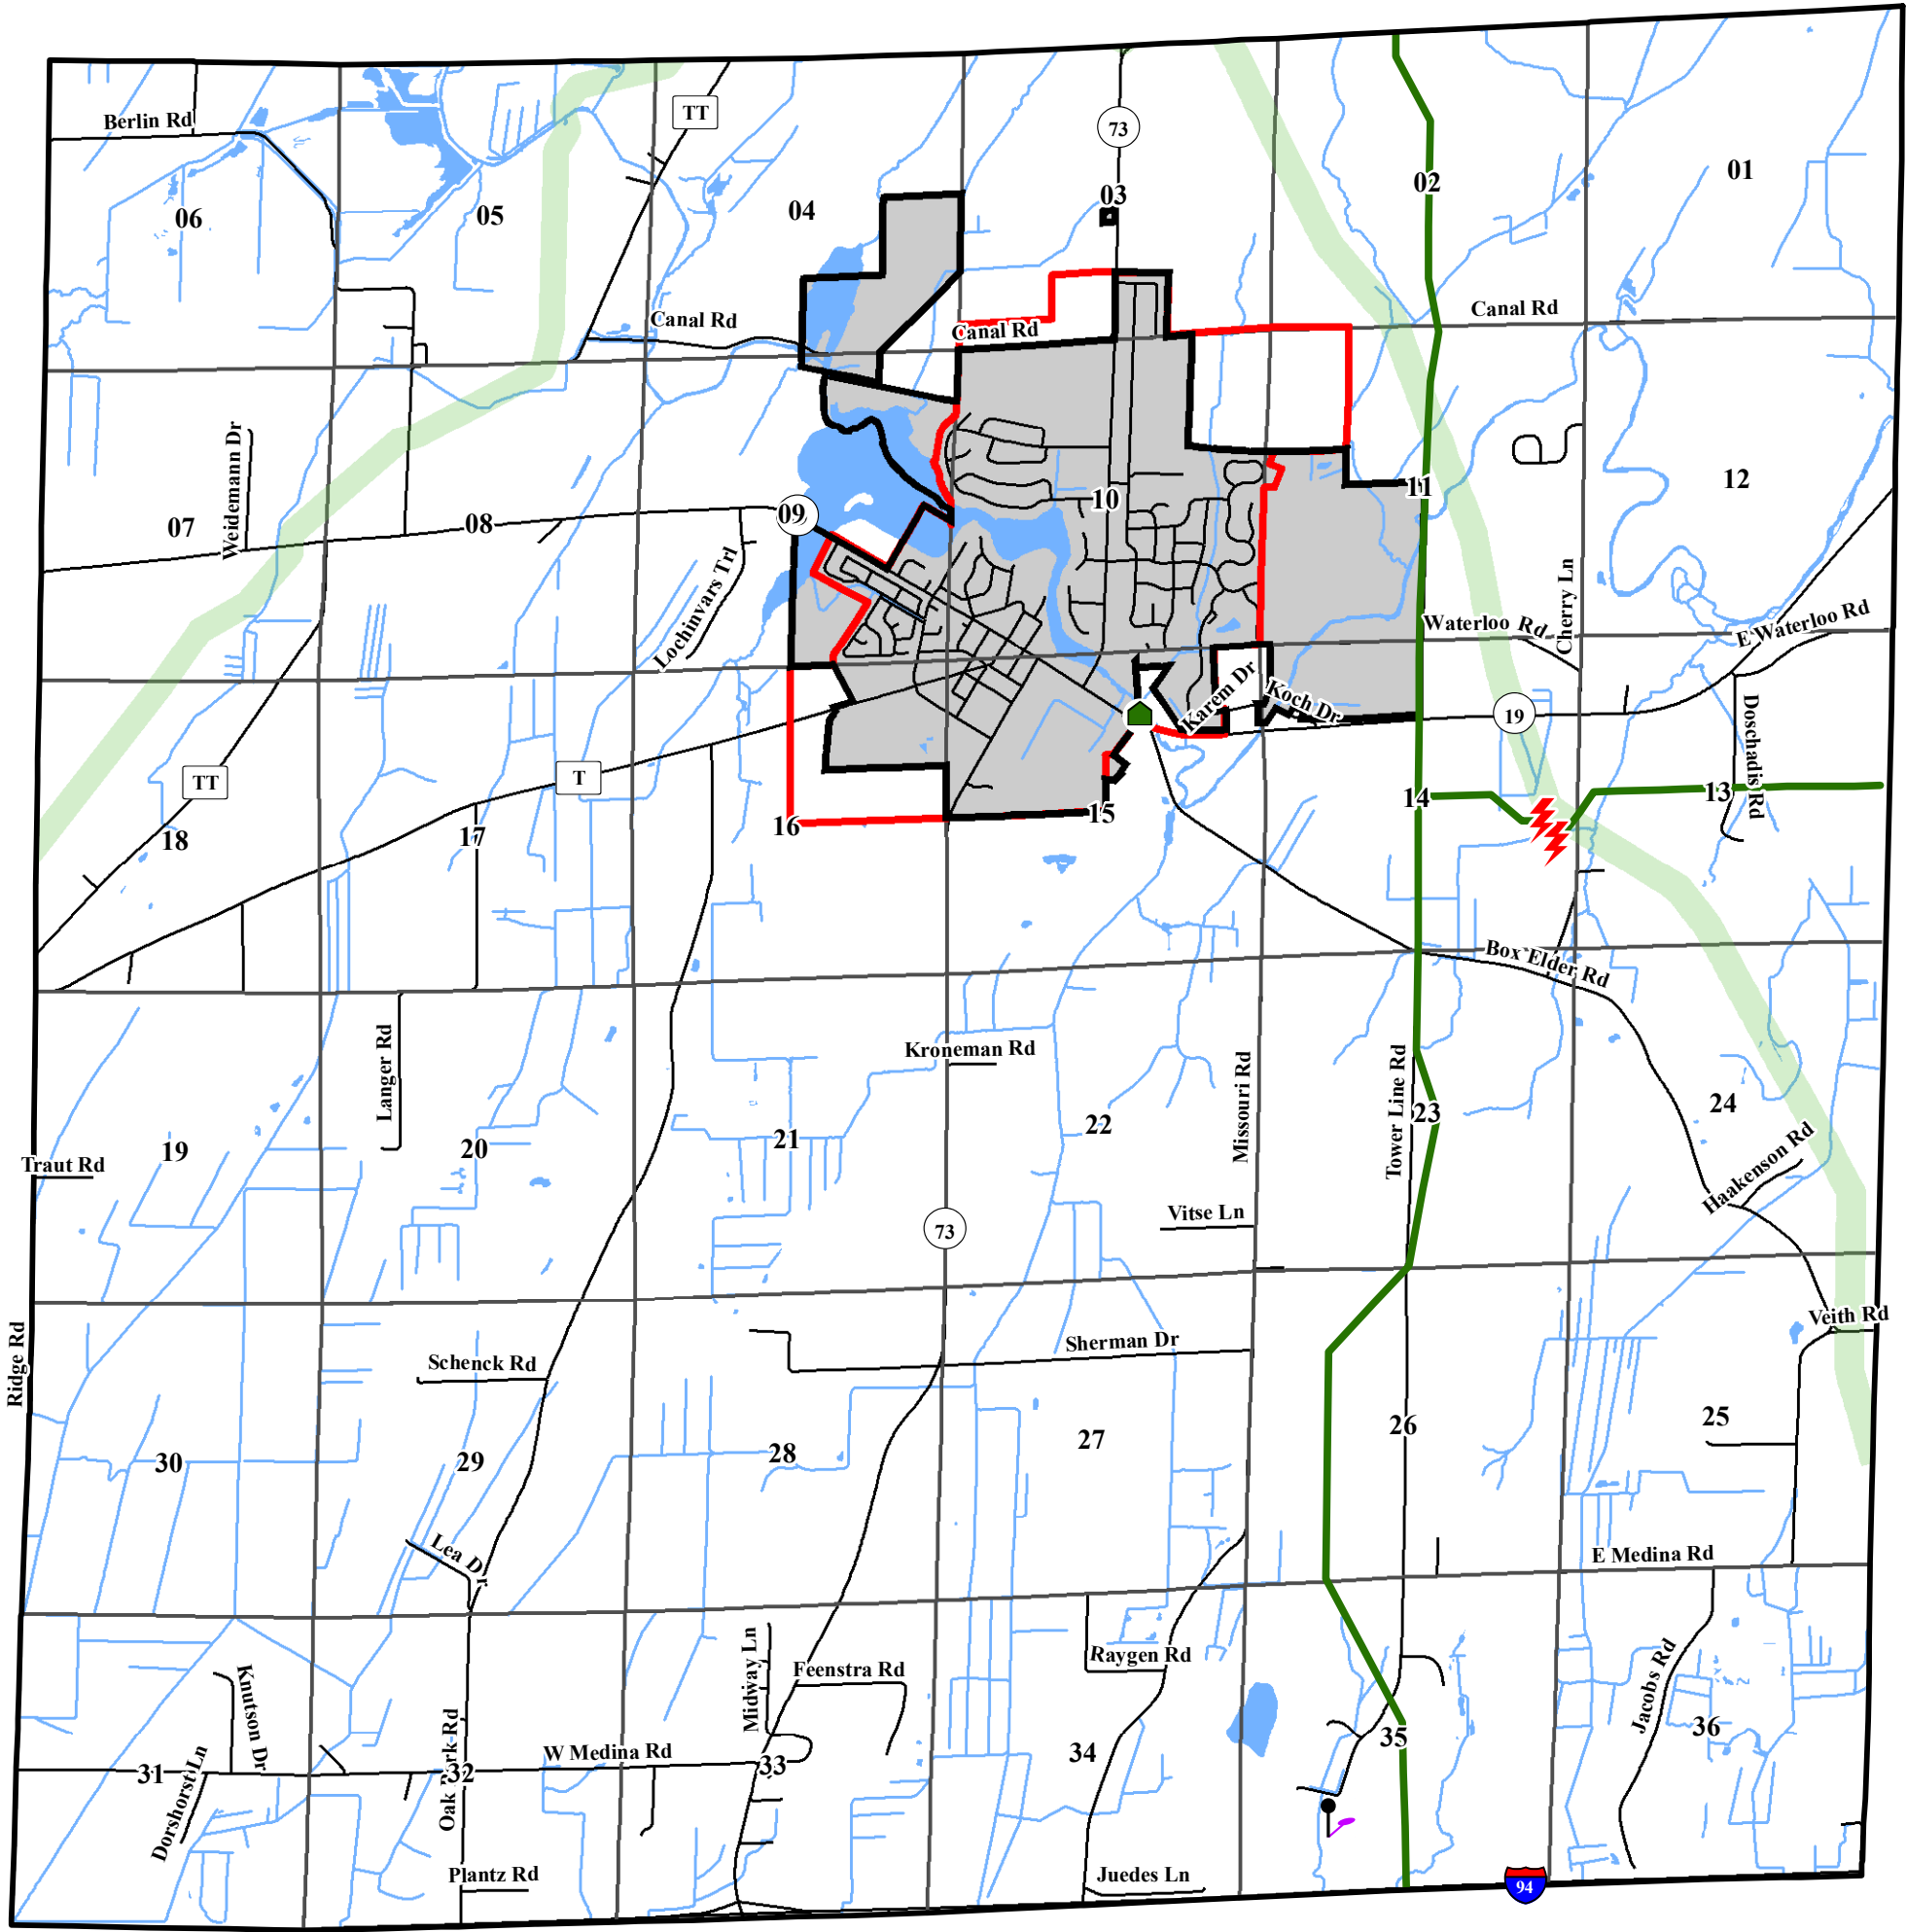 TT
Berlin Rd
73
02
01
03
04
05
06
Canal Rd
Canal Rd
Canal Rd
Weidemann Dr
07
08
09
10
11
12
Lochinvars Trl
Cherry Ln
Waterloo Rd
E Waterloo Rd
Karem Dr
Koch Dr
19
Doschadis Rd
TT
T
18
17
16
15
14
13
Box Elder Rd
Langer Rd
Kroneman Rd
Missouri Rd
Tower Line Rd
19
20
21
22
23
24
Traut Rd
Haakenson Rd
Vitse Ln
73
Veith Rd
Ridge Rd
Schenck Rd
Sherman Dr
30
29
28
27
26
25
Lea Dr
E Medina Rd
Knutson Dr
Midway Ln
Feenstra Rd
Raygen Rd
Jacobs Rd
Dorshorst Ln
Oak Park Rd
W Medina Rd
31
32
33
34
35
36
Plantz Rd
Juedes Ln
94